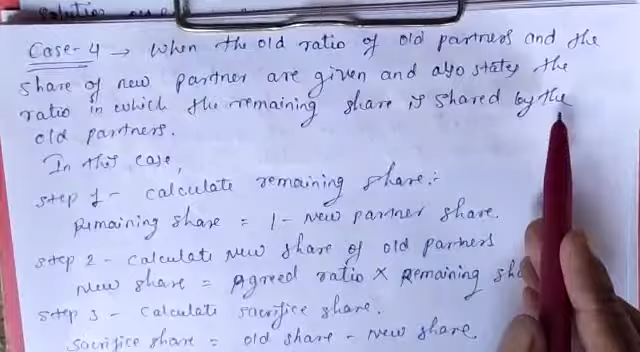 Solution
Case-4 → When the old ratio of old partners and the
share of new partner are given and also states the
ratio in which the remaining share is shared by the
old partners.
In this case,
Step 1 - Calculate remaining share:-
Remaining share = 1 - New partner share.
Step 2 - Calculate New share of old partners
New share = Agreed ratio × Remaining sh
Step 3 - Calculate sacrifice share.
Sacrifice share = old share - New share.